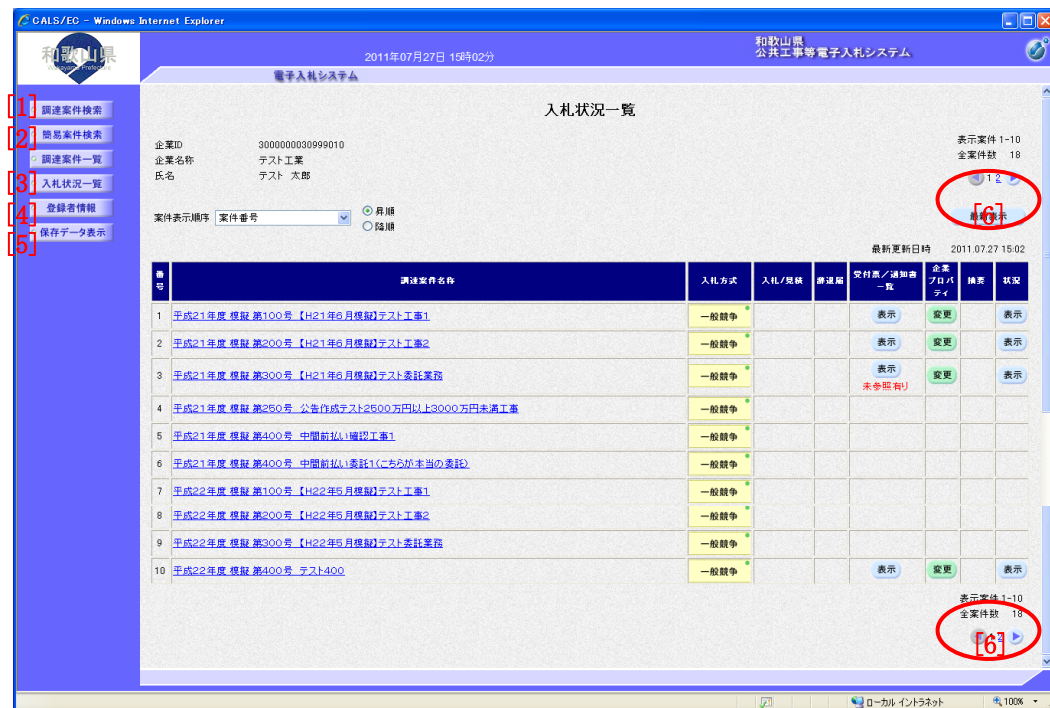 CALS/EC - Windows Internet Explorer
和歌山県
Wakayama Prefecture
2011年07月27日 15時02分
和歌山県
公共工事等電子入札システム
電子入札システム
[1] 調達案件検索
[2] 簡易案件検索
調達案件一覧
[3] 入札状況一覧
[4] 登録者情報
[5] 保存データ表示
入札状況一覧
企業ID 3000000030999010
企業名称 テスト工業
氏名 テスト 太郎
表示案件 1-10
全案件数 18
1 2
[6]
案件表示順序 案件番号 昇順
降順
最新表示
最新更新日時 2011.07.27 15:02
番号 調達案件名称 入札方式 入札/見積 辞退届 受付票/通知書一覧 企業プロパティ 摘要 状況
1 平成21年度 模擬 第100号 【H21年6月模擬】テスト工事1 一般競争 表示 変更 表示
2 平成21年度 模擬 第200号 【H21年6月模擬】テスト工事2 一般競争 表示 変更 表示
3 平成21年度 模擬 第300号 【H21年6月模擬】テスト委託業務 一般競争 表示 未参照有り 変更 表示
4 平成21年度 模擬 第250号 公告作成テスト2500万円以上3000万円未満工事 一般競争
5 平成21年度 模擬 第400号 中間前払い確認工事1 一般競争
6 平成21年度 模擬 第400号 中間前払い委託1(こちらが本当の委託) 一般競争
7 平成22年度 模擬 第100号 【H22年5月模擬】テスト工事1 一般競争
8 平成22年度 模擬 第200号 【H22年5月模擬】テスト工事2 一般競争
9 平成22年度 模擬 第300号 【H22年5月模擬】テスト委託業務 一般競争
10 平成22年度 模擬 第400号 テスト400 一般競争 表示 変更 表示
表示案件 1-10
全案件数 18
1 2
[6]
ローカル イントラネット 100%